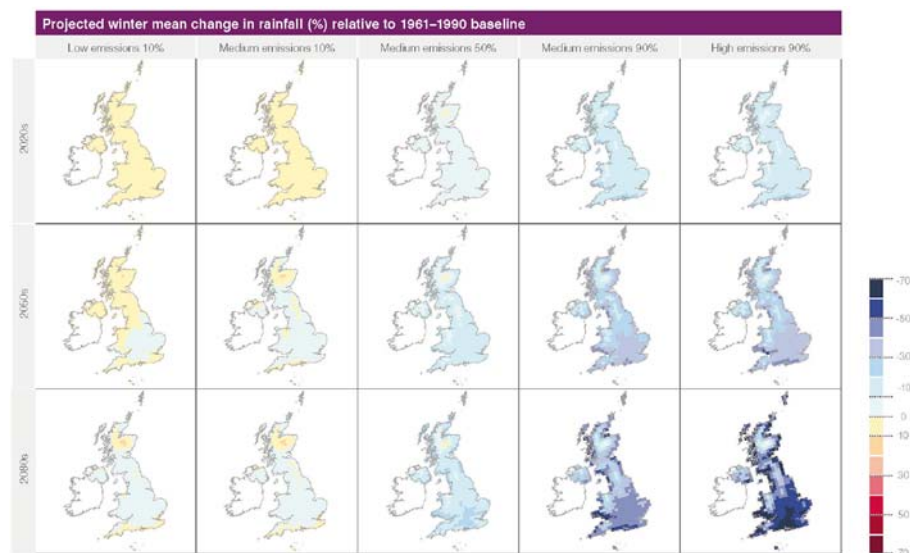 Projected winter mean change in rainfall (%) relative to 1961–1990 baseline
Low emissions 10%
Medium emissions 10%
Medium emissions 50%
Medium emissions 90%
High emissions 90%
2020s
2050s
2080s
-70
-50
-30
-10
0
10
30
50
70